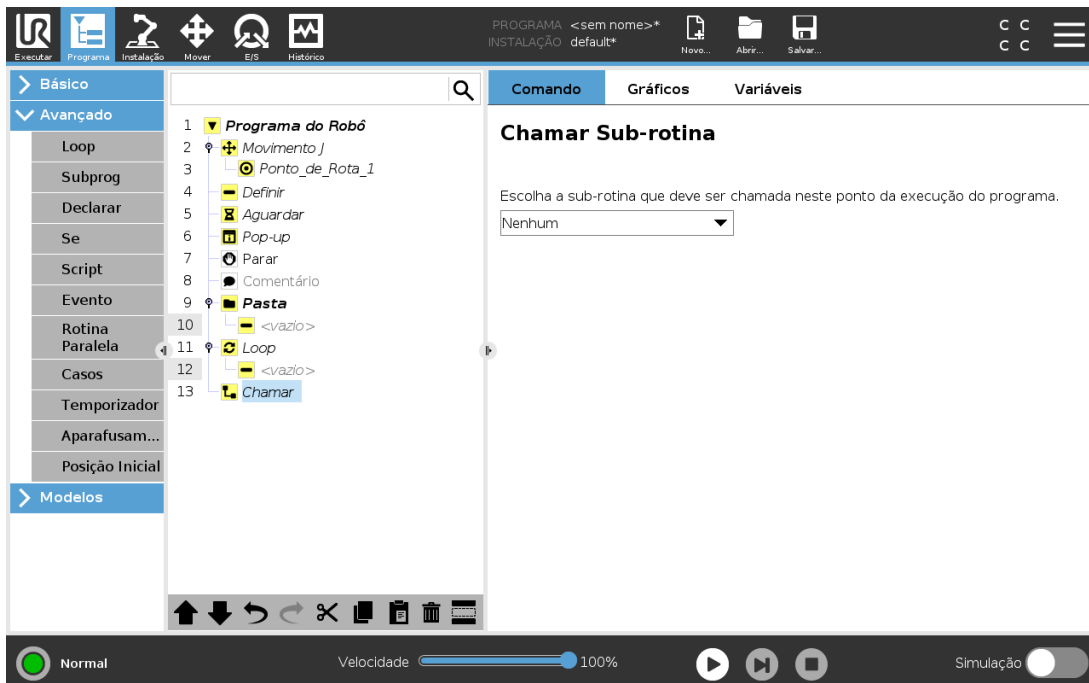 UR
Executar
Programa
Instalação
Mover
E/S
Histórico
PROGRAMA <sem nome>*
INSTALAÇÃO default*
Novo...
Abrir...
Salvar...
C C
C C
Básico
Avançado
Loop
Subprog
Declarar
Se
Script
Evento
Rotina
Paralela
Casos
Temporizador
Aparafusam...
Posição Inicial
Modelos
1 Programa do Robô
2 Movimento J
3 Ponto_de_Rota_1
4 Definir
5 Aguardar
6 Pop-up
7 Parar
8 Comentário
9 Pasta
10 <vazio>
11 Loop
12 <vazio>
13 Chamar
Comando Gráficos Variáveis
Chamar Sub-rotina
Escolha a sub-rotina que deve ser chamada neste ponto da execução do programa.
Nenhum
Normal
Velocidade 100%
Simulação